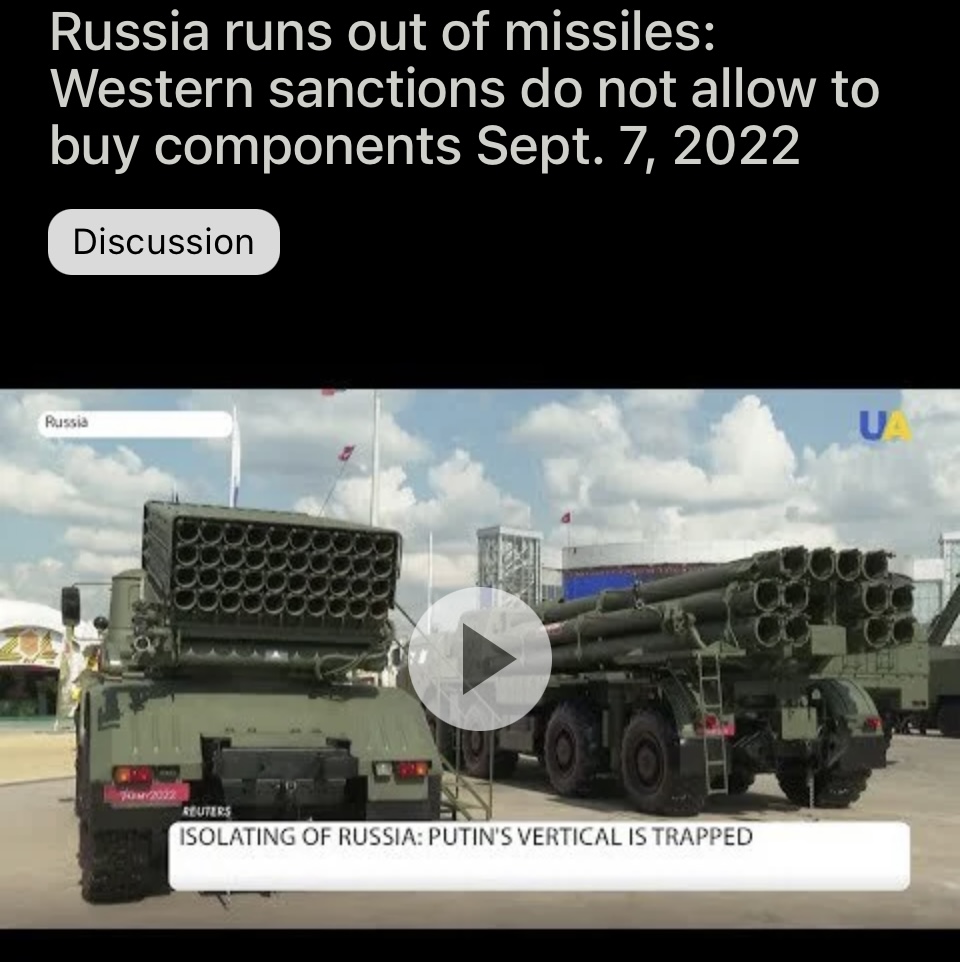 Russia runs out of missiles:
Western sanctions do not allow to
buy components Sept. 7, 2022
Discussion
Russia
UA
REUTERS
ISOLATING OF RUSSIA: PUTIN'S VERTICAL IS TRAPPED